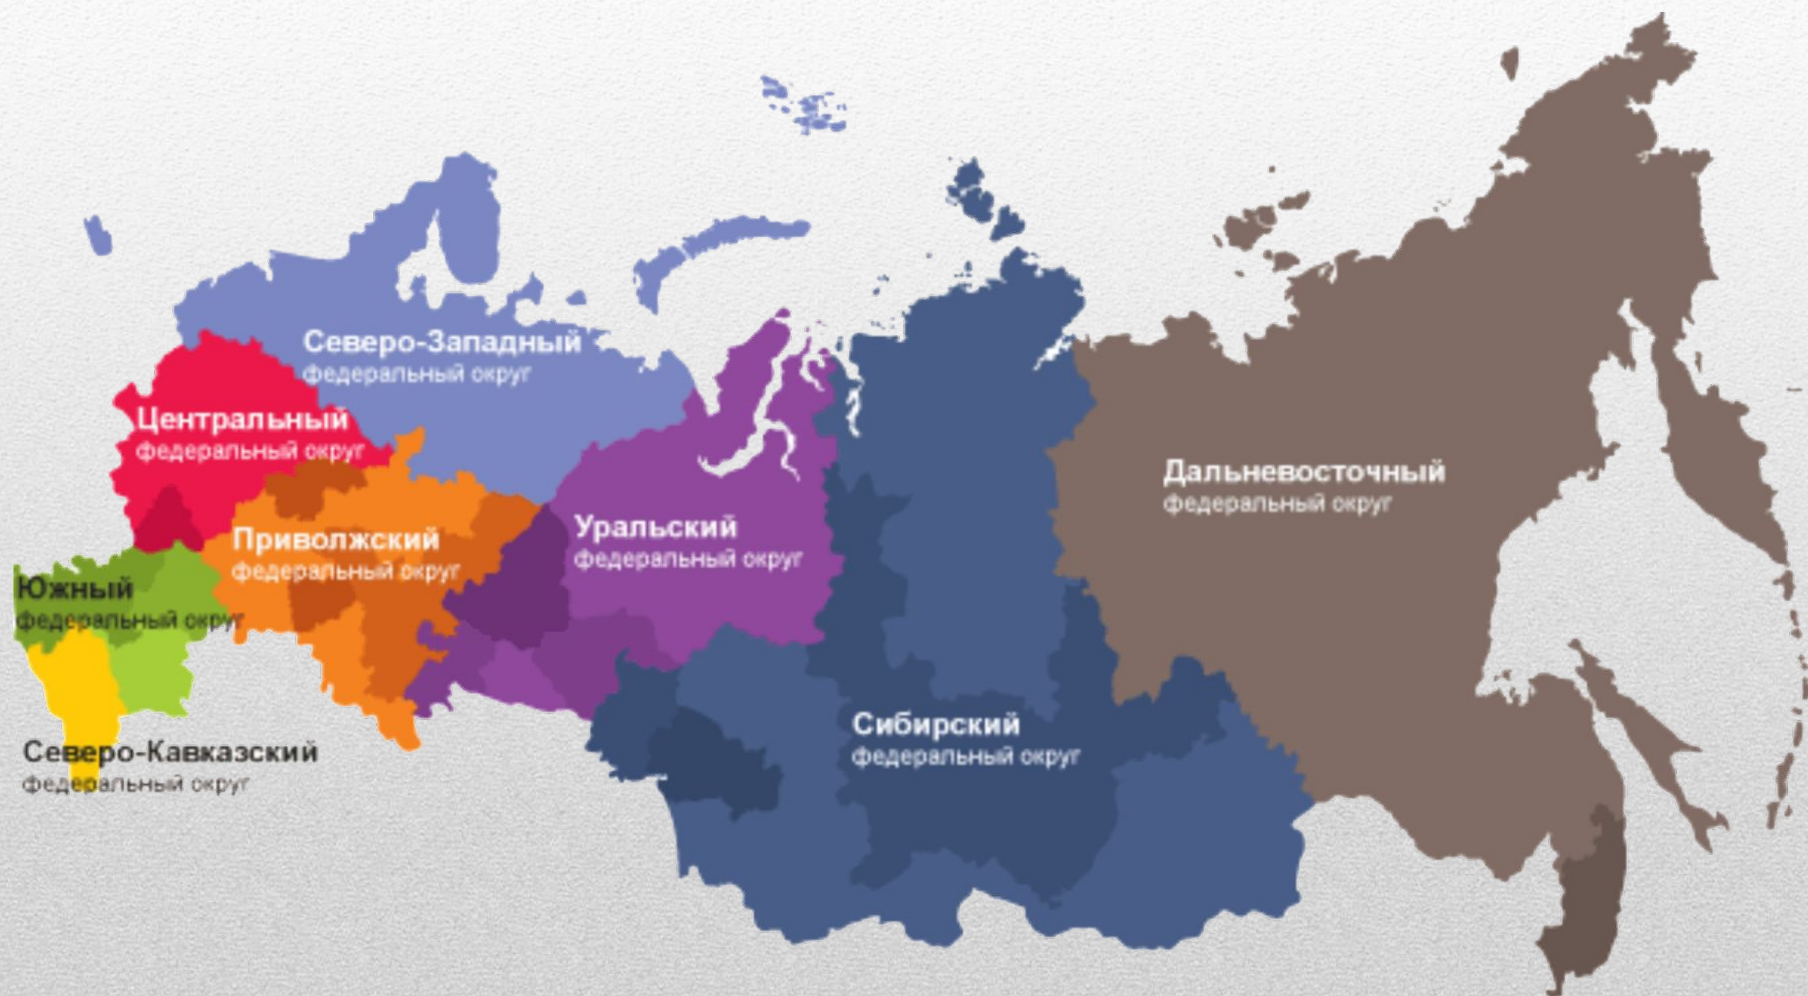 Северо-Западный
федеральный округ
Центральный
федеральный округ
Дальневосточный
федеральный округ
Приволжский
федеральный округ
Уральский
федеральный округ
Южный
федеральный округ
Сибирский
федеральный округ
Северо-Кавказский
федеральный округ